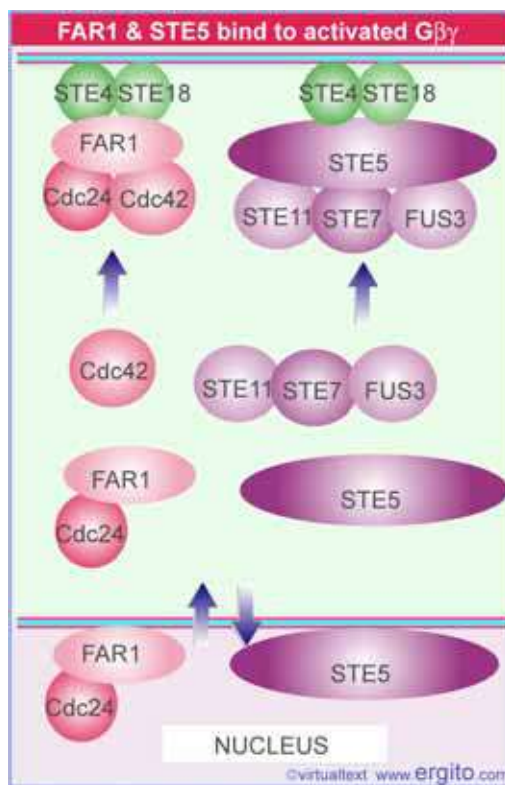 FAR1 & STE5 bind to activated Gβγ
STE4 STE18 STE4 STE18
FAR1 STE5
Cdc24 Cdc42 STE11 STE7 FUS3
Cdc42 STE11 STE7 FUS3
FAR1 STE5
Cdc24
FAR1 STE5
Cdc24
NUCLEUS
©virtualtext www.ergito.com